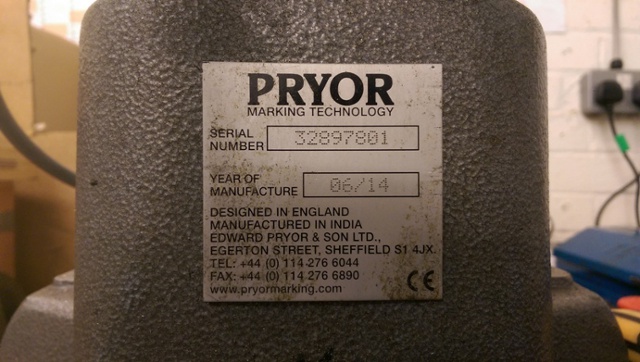 PRYOR
MARKING TECHNOLOGY
SERIAL
NUMBER 32897801
YEAR OF
MANUFACTURE 06/14
DESIGNED IN ENGLAND
MANUFACTURED IN INDIA
EDWARD PRYOR & SON LTD.,
EGERTON STREET, SHEFFIELD S1 4JX.
TEL: +44 (0) 114 276 6044
FAX: +44 (0) 114 276 6890
www.pryormarking.com CE